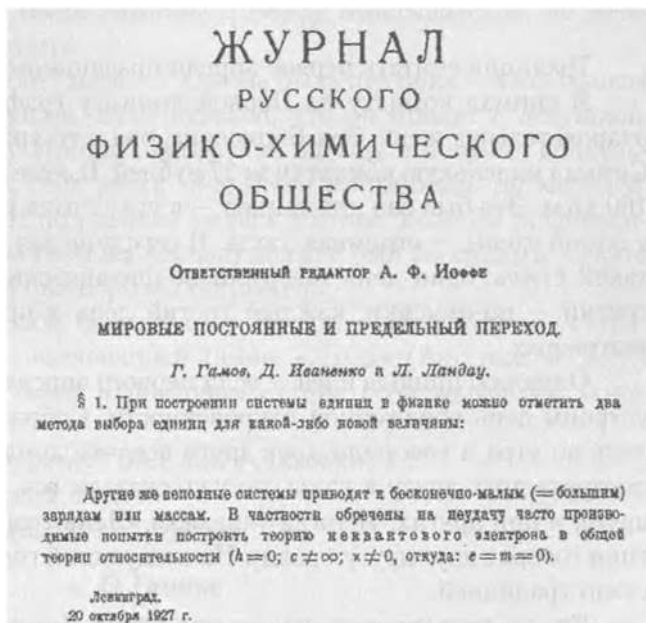 ЖУРНАЛ
РУССКОГО
ФИЗИКО-ХИМИЧЕСКОГО
ОБЩЕСТВА
Ответственный редактор А. Ф. Иоффе
МИРОВЫЕ ПОСТОЯННЫЕ И ПРЕДЕЛЬНЫЙ ПЕРЕХОД.
Г. Гамов, Д. Иваненко и Л. Ландау.
§ 1. При построении системы единиц в физике можно отметить два
метода выбора единиц для какой-либо новой величины:
Другие же неполные системы приводят к бесконечно-малым (=большим)
зарядам или массам. В частности обречены на неудачу часто произво-
димые попытки построить теорию неквантового электрона в общей
теории относительности (h=0; c≠∞; κ≠0, откуда: e=m=0).
Ленинград.
20 октября 1927 г.